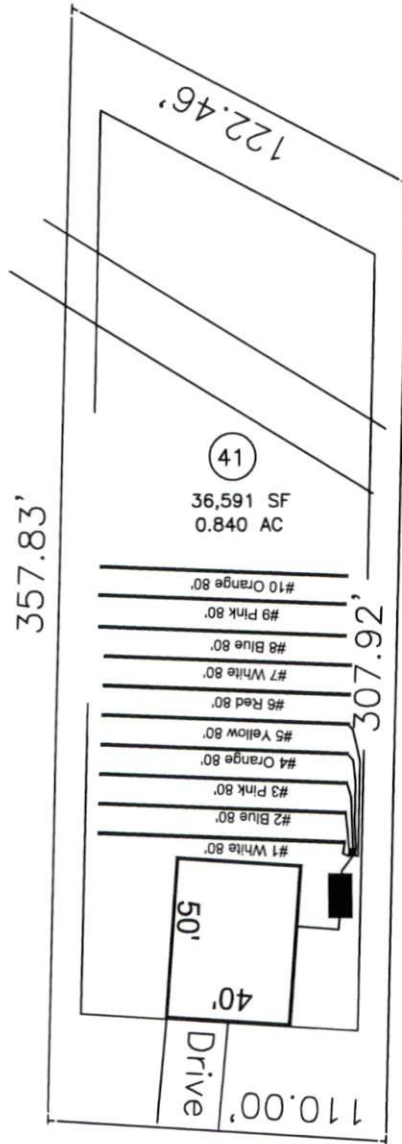 122.46'
357.83'
41
36,591 SF
0.840 AC
307.92'
#10 Orange 80'
#9 Pink 80'
#8 Blue 80'
#7 White 80'
#6 Red 80'
#5 Yellow 80'
#4 Orange 80'
#3 Pink 80'
#2 Blue 80'
#1 White 80'
50'
40'
Drive
110.00'